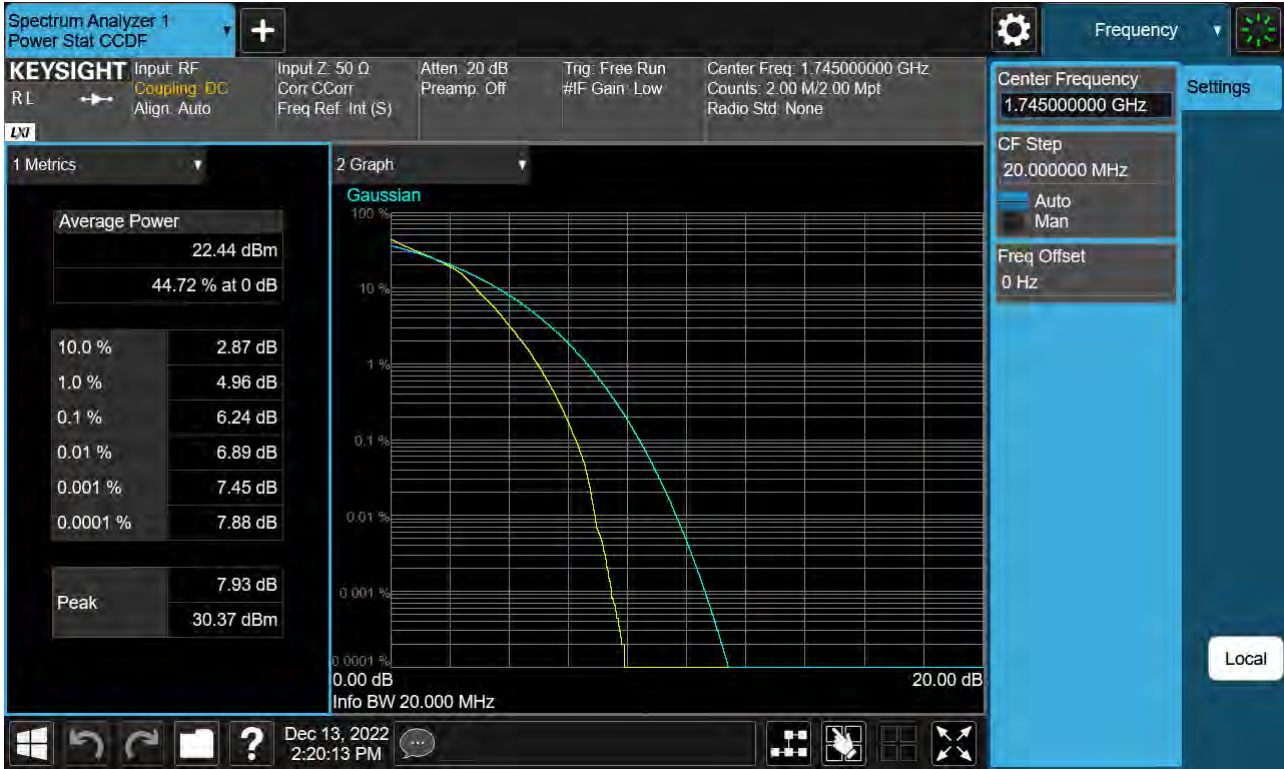 Spectrum Analyzer 1
Power Stat CCDF
Frequency
KEYSIGHT
R L
LXI
Input: RF
Coupling: DC
Align: Auto
Input Z: 50 Ω
Corr CCorr
Freq Ref: Int (S)
Atten: 20 dB
Preamp: Off
Trig: Free Run
#IF Gain: Low
Center Freq: 1.745000000 GHz
Counts: 2.00 M/2.00 Mpt
Radio Std: None
Center Frequency
1.745000000 GHz
Settings
CF Step
20.000000 MHz
Auto
Man
Freq Offset
0 Hz
1 Metrics
Average Power
22.44 dBm
44.72 % at 0 dB
10.0 % 2.87 dB
1.0 % 4.96 dB
0.1 % 6.24 dB
0.01 % 6.89 dB
0.001 % 7.45 dB
0.0001 % 7.88 dB
Peak
7.93 dB
30.37 dBm
2 Graph
Gaussian
100 %
10 %
1 %
0.1 %
0.01 %
0.001 %
0.0001 %
0.00 dB 20.00 dB
Info BW 20.000 MHz
Local
?
Dec 13, 2022
2:20:13 PM